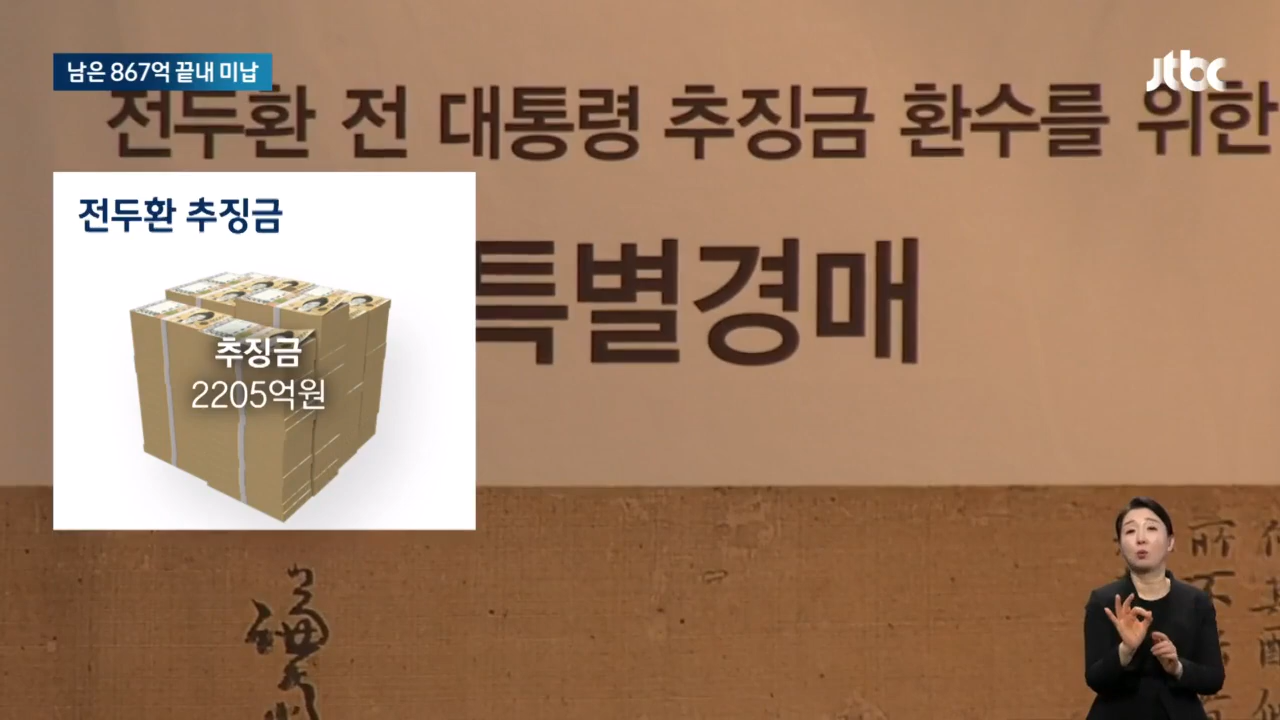 남은 867억 끝내 미납
jtbc
전두환 전 대통령 추징금 환수를 위한
특별경매
전두환 추징금
추징금
2205억원
所
不